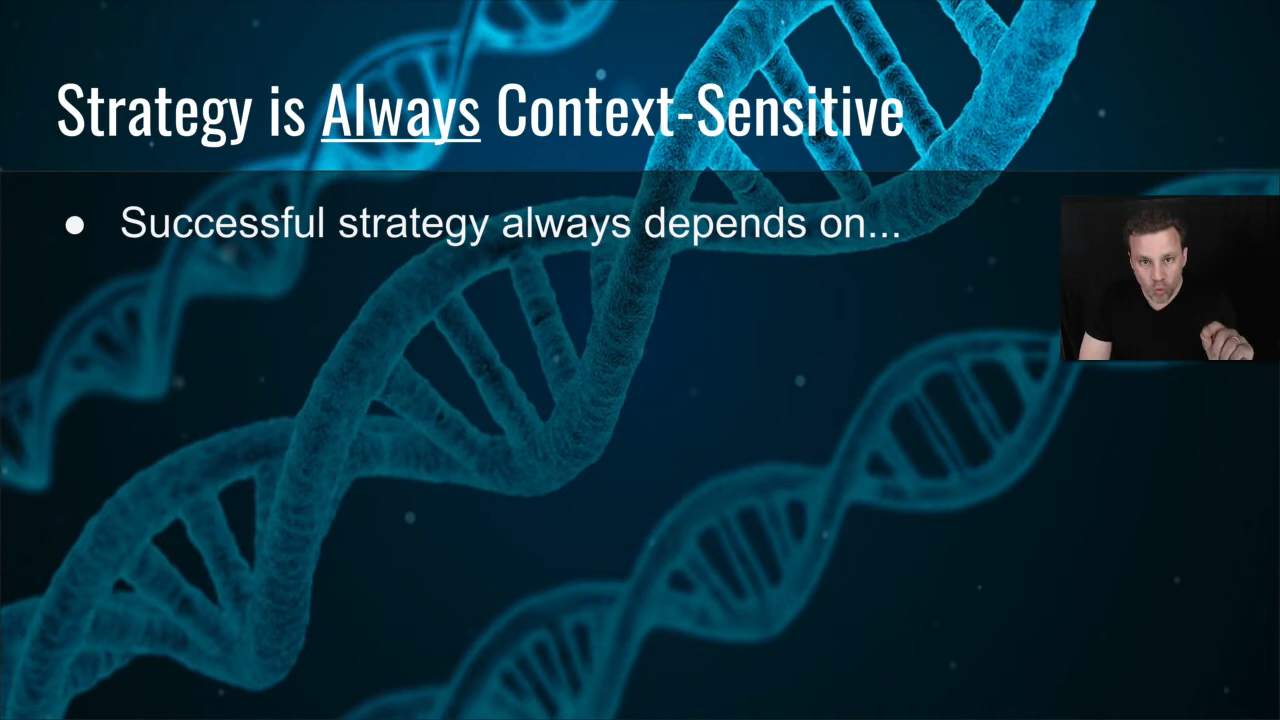 Strategy is Always Context-Sensitive
● Successful strategy always depends on...